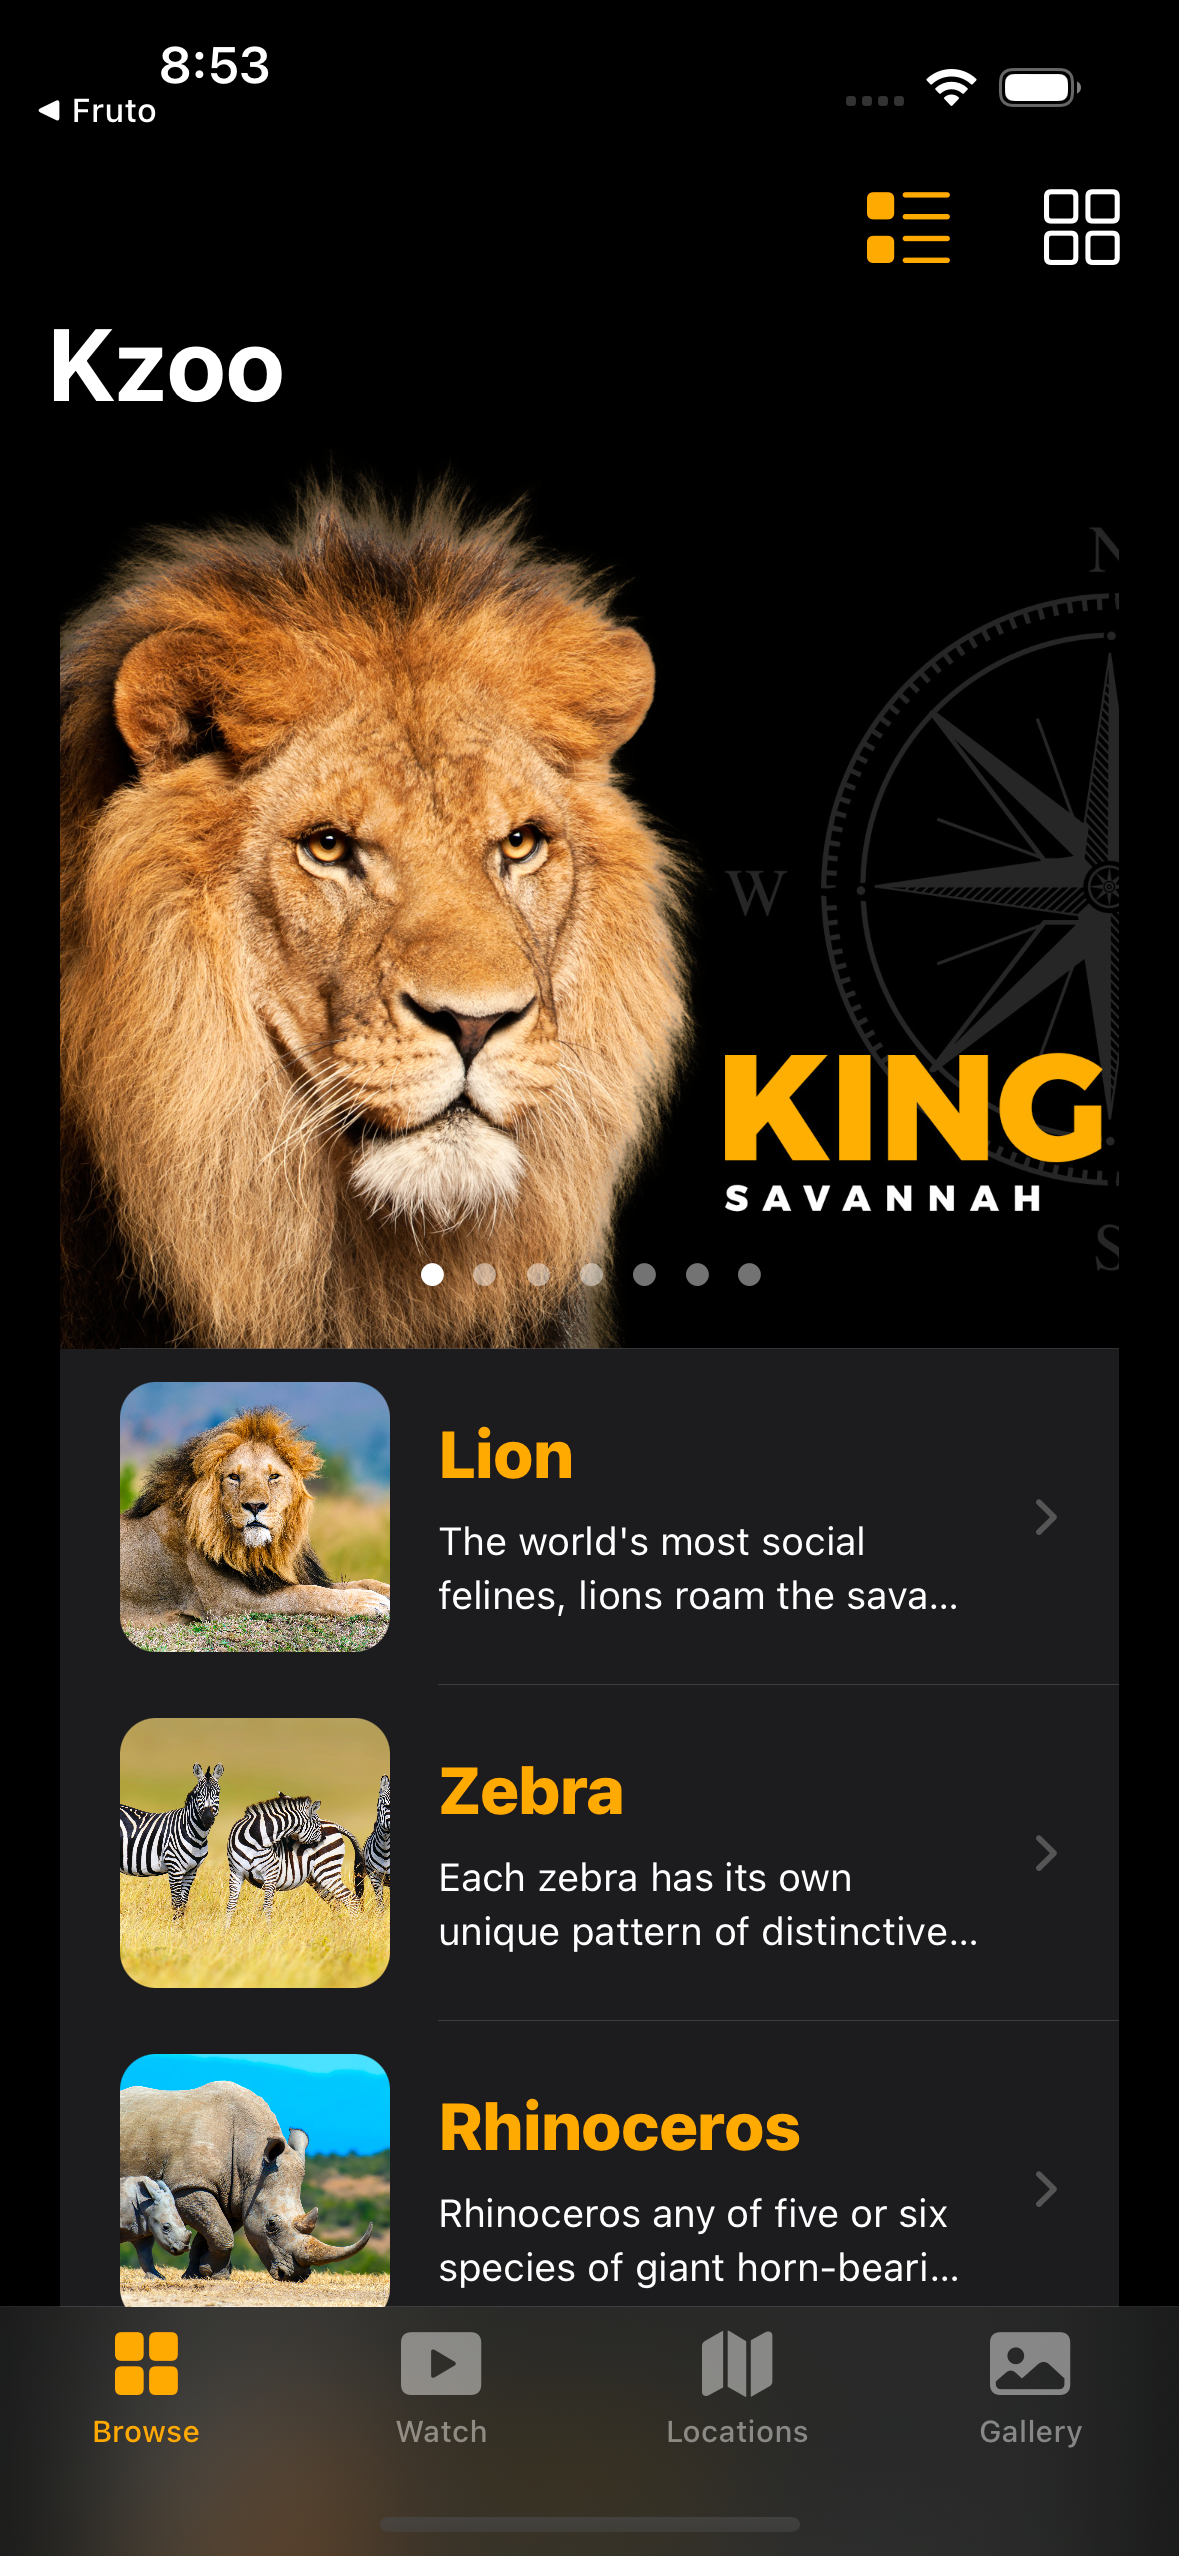 8:53
Fruto
Kzoo
N
W
KING
SAVANNAH
S
Lion
The world's most social
felines, lions roam the sava...
Zebra
Each zebra has its own
unique pattern of distinctive...
Rhinoceros
Rhinoceros any of five or six
species of giant horn-beari...
Browse
Watch
Locations
Gallery